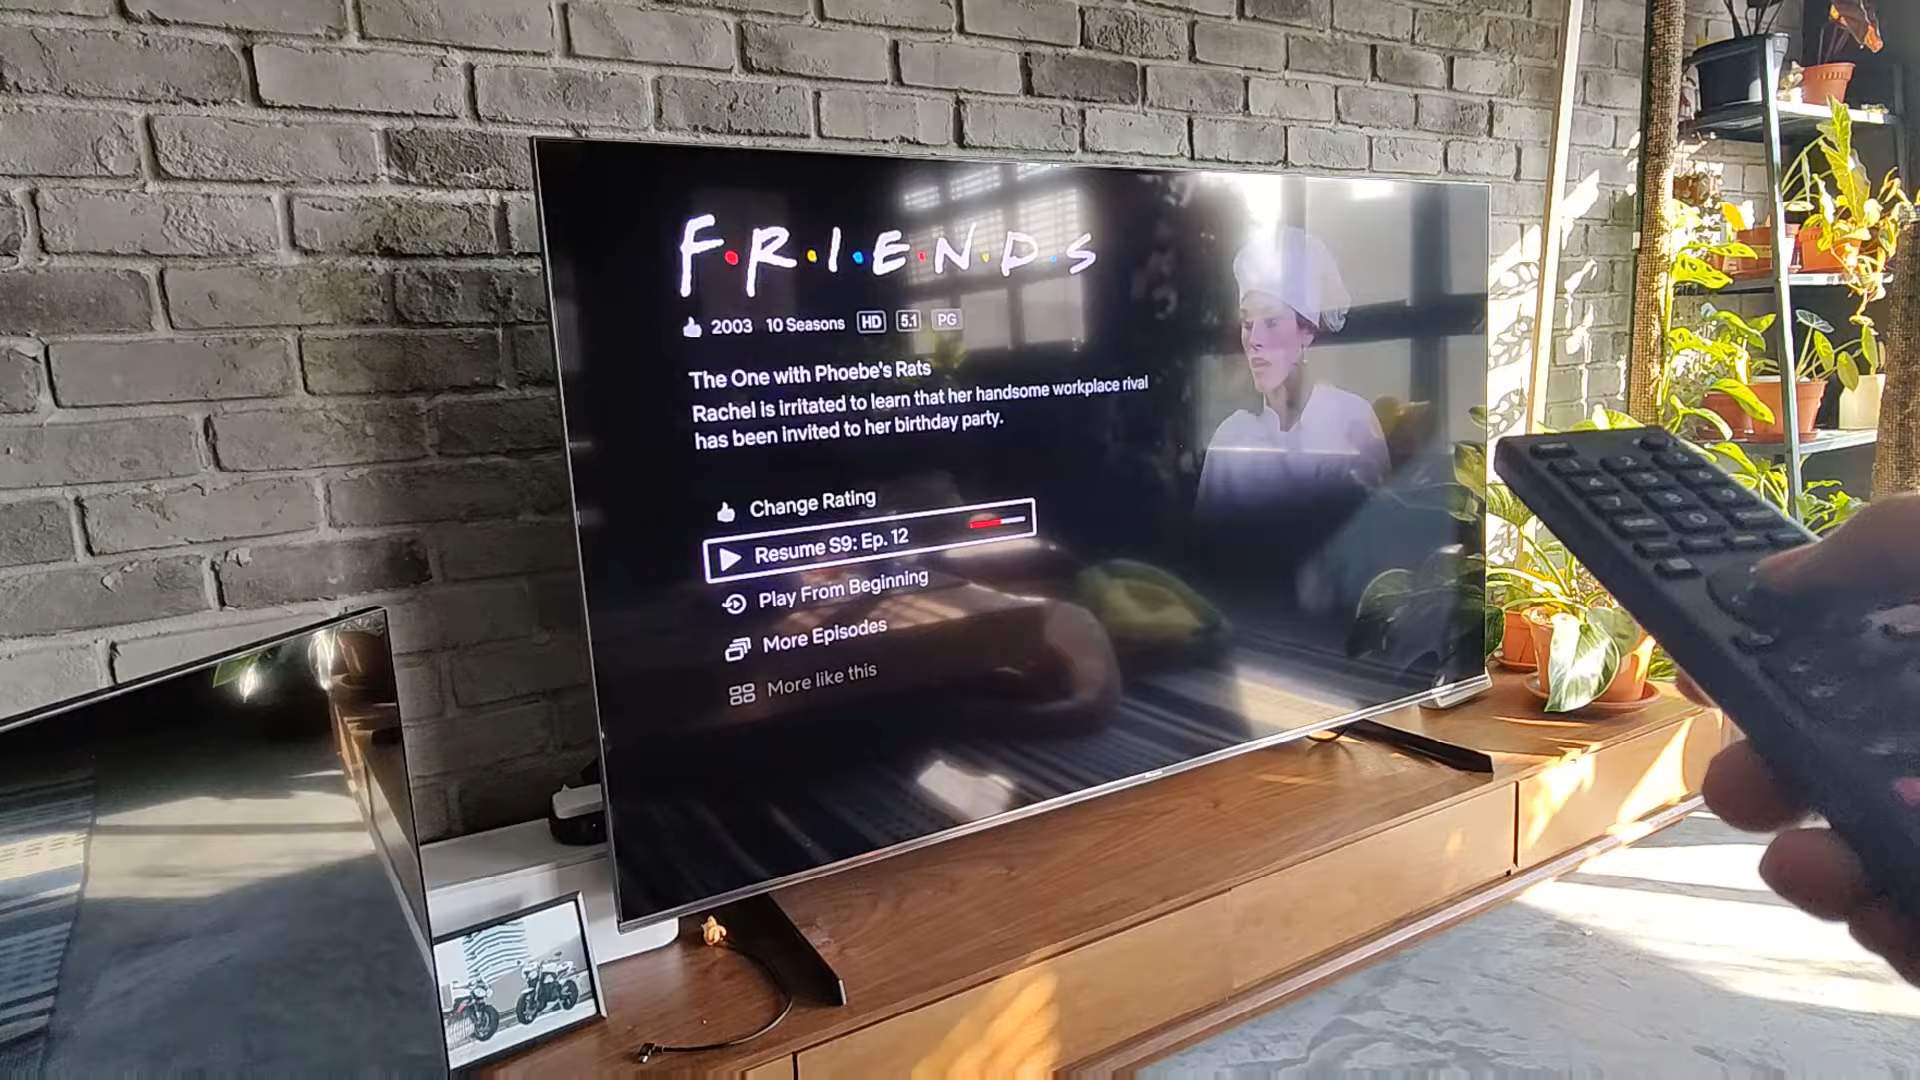 F·R·I·E·N·D·S
2003 10 Seasons HD 5.1 PG
The One with Phoebe's Rats
Rachel is irritated to learn that her handsome workplace rival
has been invited to her birthday party.
Change Rating
Resume S9: Ep. 12
Play From Beginning
More Episodes
More like this